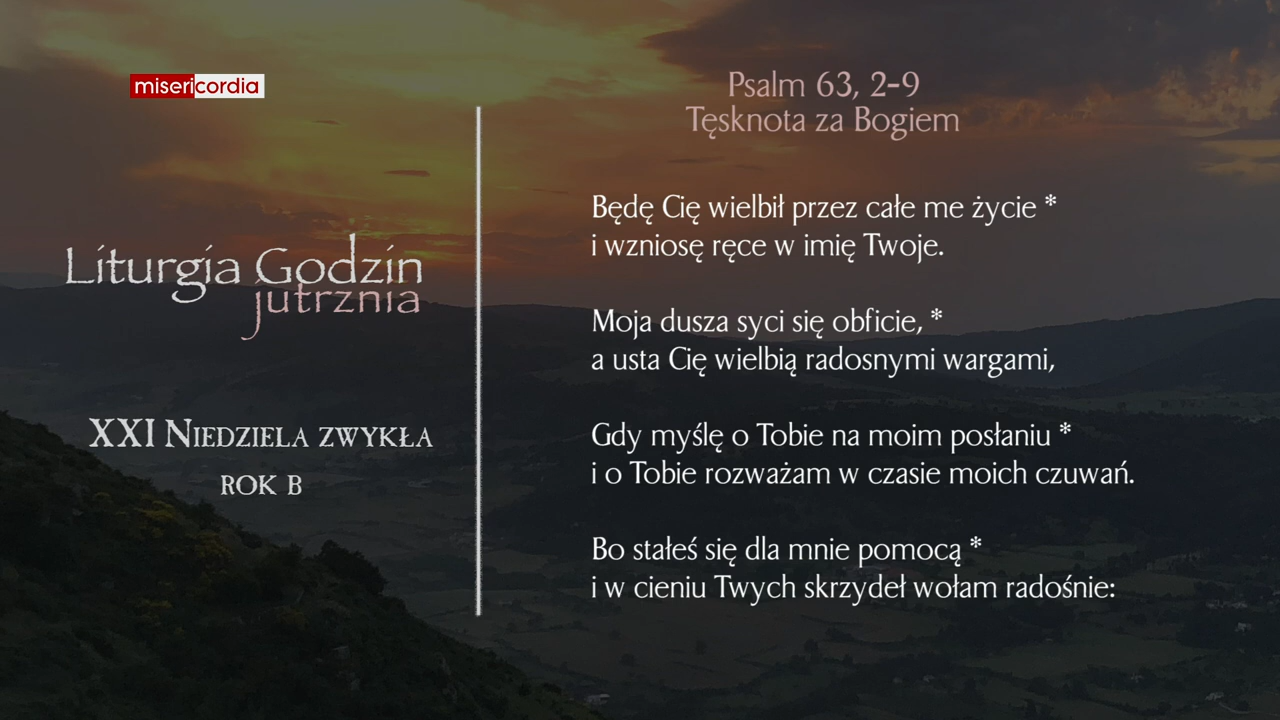 misericordia
Liturgia Godzin
jutrznia
XXI Niedziela zwykła
rok B
Psalm 63, 2-9
Tęsknota za Bogiem
Będę Cię wielbił przez całe me życie *
i wzniosę ręce w imię Twoje.
Moja dusza syci się obficie, *
a usta Cię wielbią radosnymi wargami,
Gdy myślę o Tobie na moim posłaniu *
i o Tobie rozważam w czasie moich czuwań.
Bo stałeś się dla mnie pomocą *
i w cieniu Twych skrzydeł wołam radośnie: